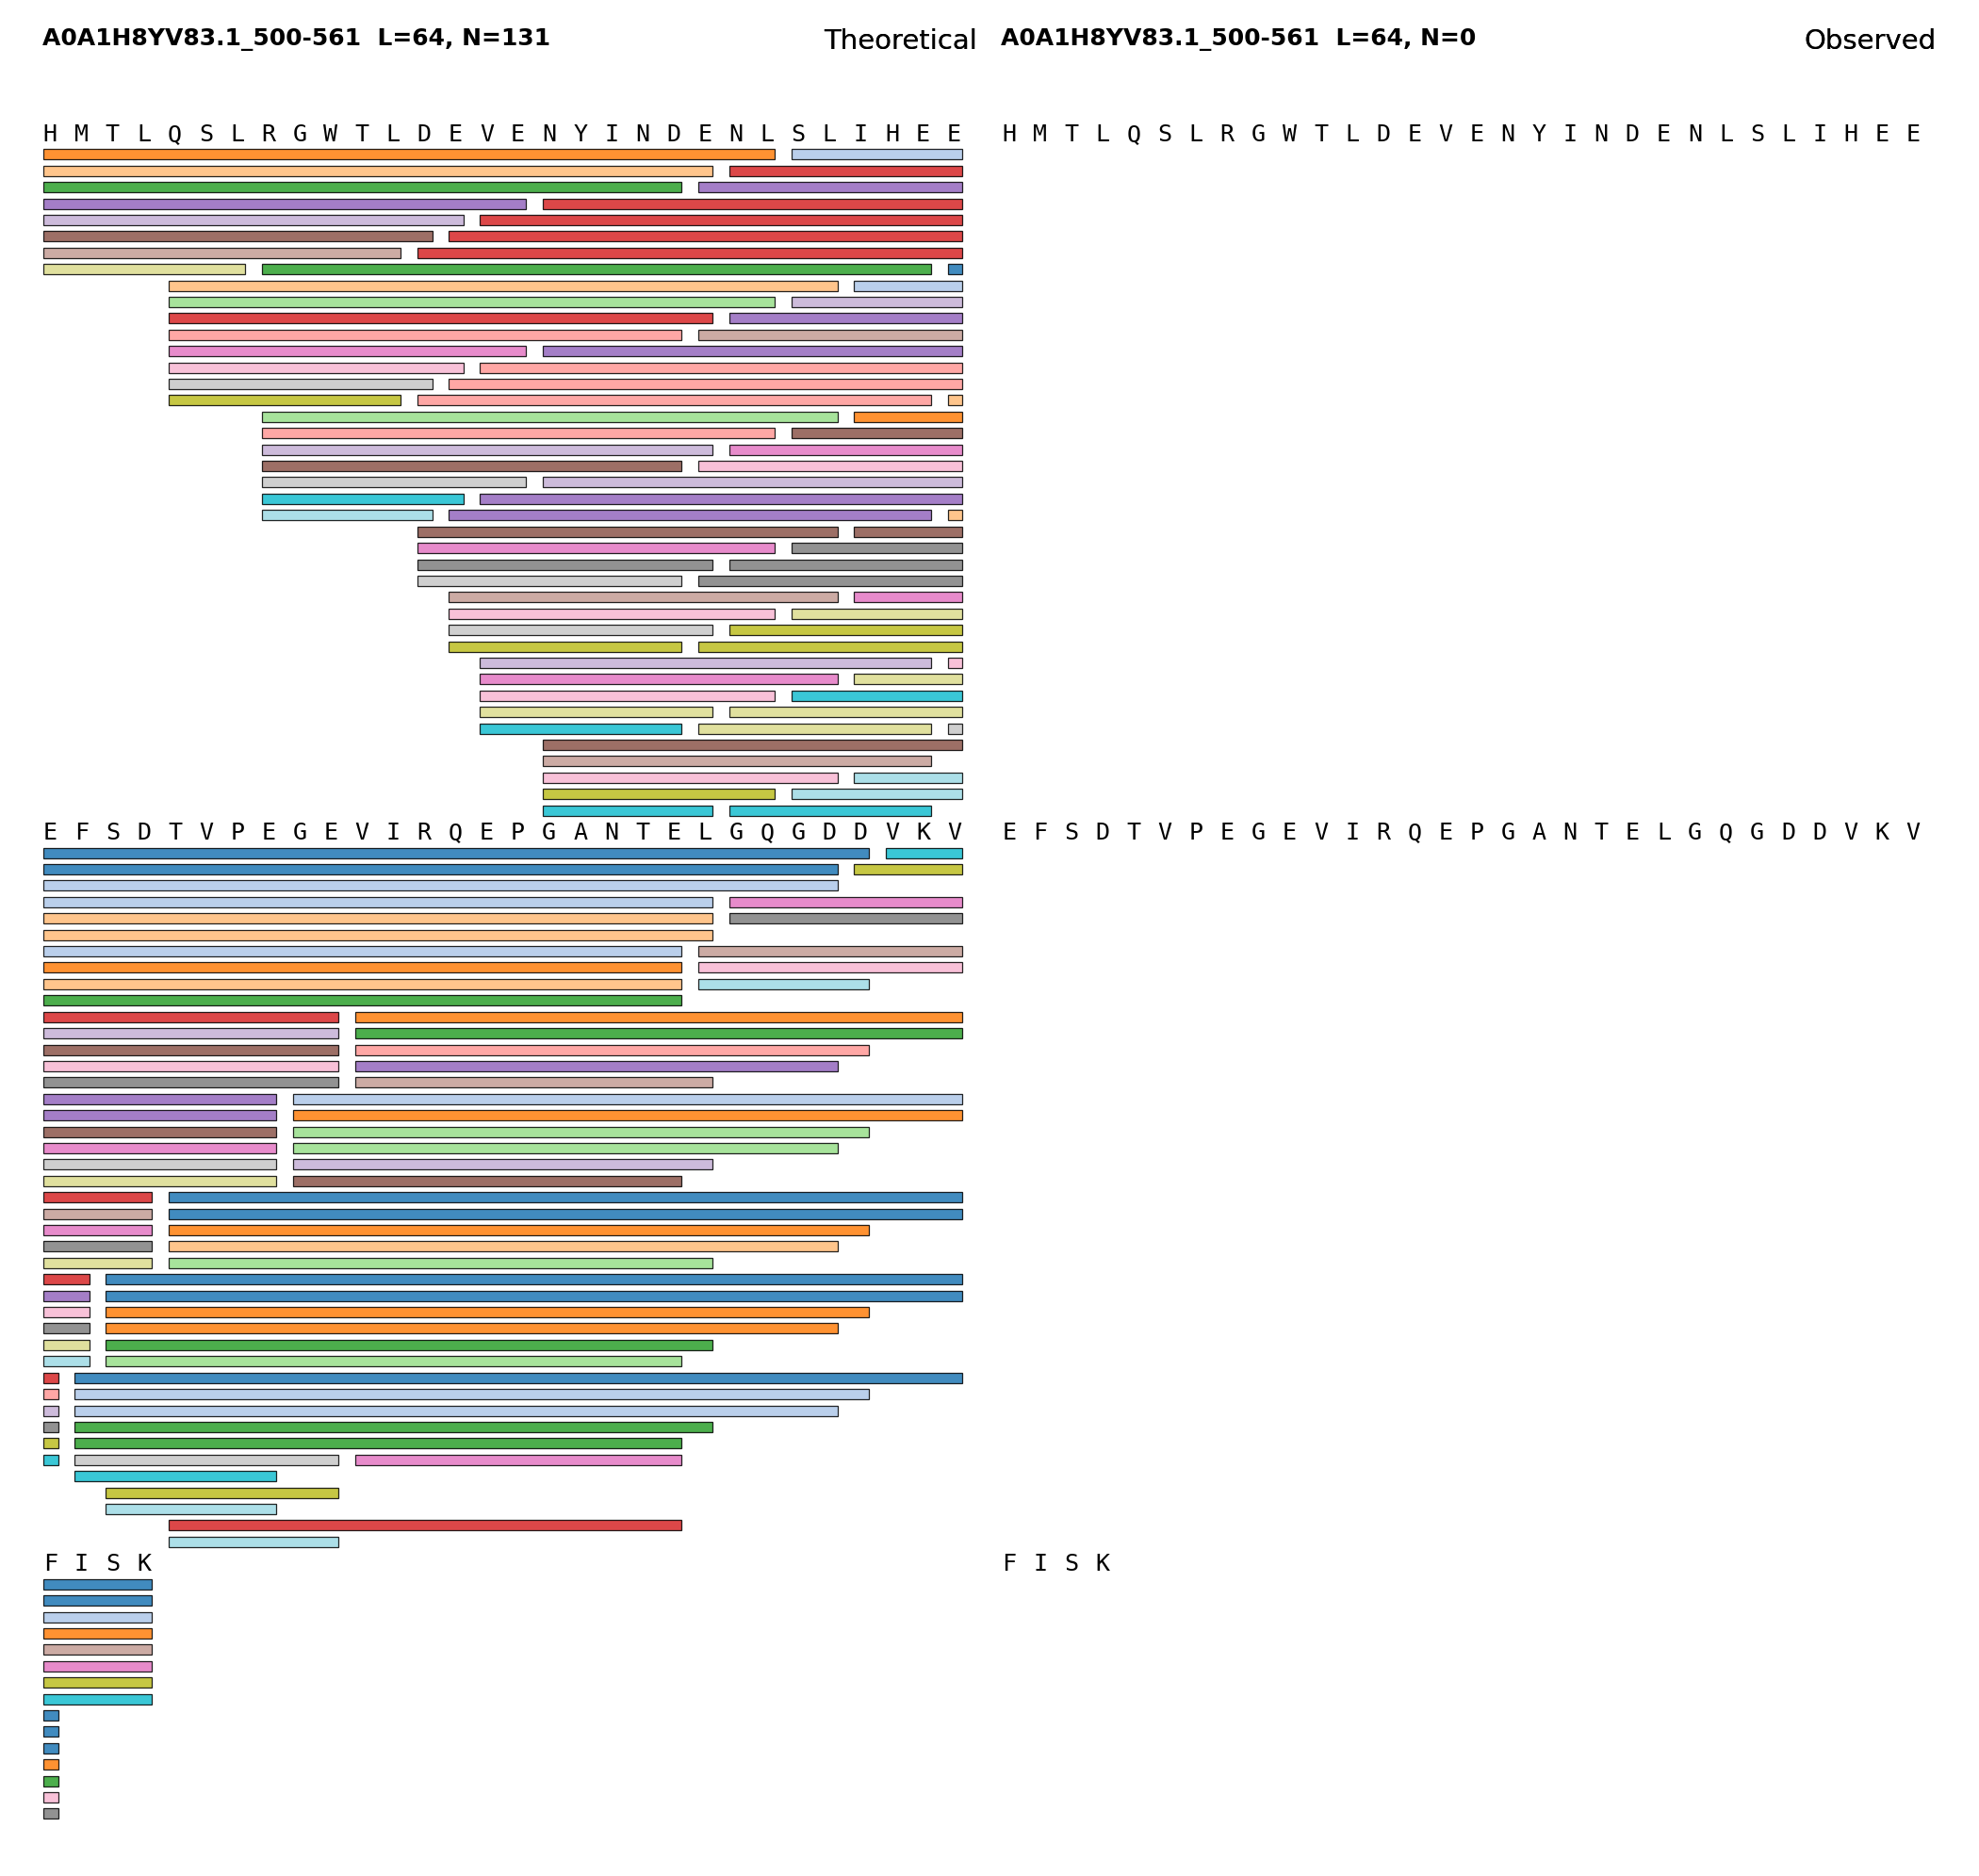 A0A1H8YV83.1_500-561 L=64, N=131 Theoretical
A0A1H8YV83.1_500-561 L=64, N=0 Observed
H M T L Q S L R G W T L D E V E N Y I N D E N L S L I H E E
H M T L Q S L R G W T L D E V E N Y I N D E N L S L I H E E
E F S D T V P E G E V I R Q E P G A N T E L G Q G D D V K V
E F S D T V P E G E V I R Q E P G A N T E L G Q G D D V K V
F I S K
F I S K